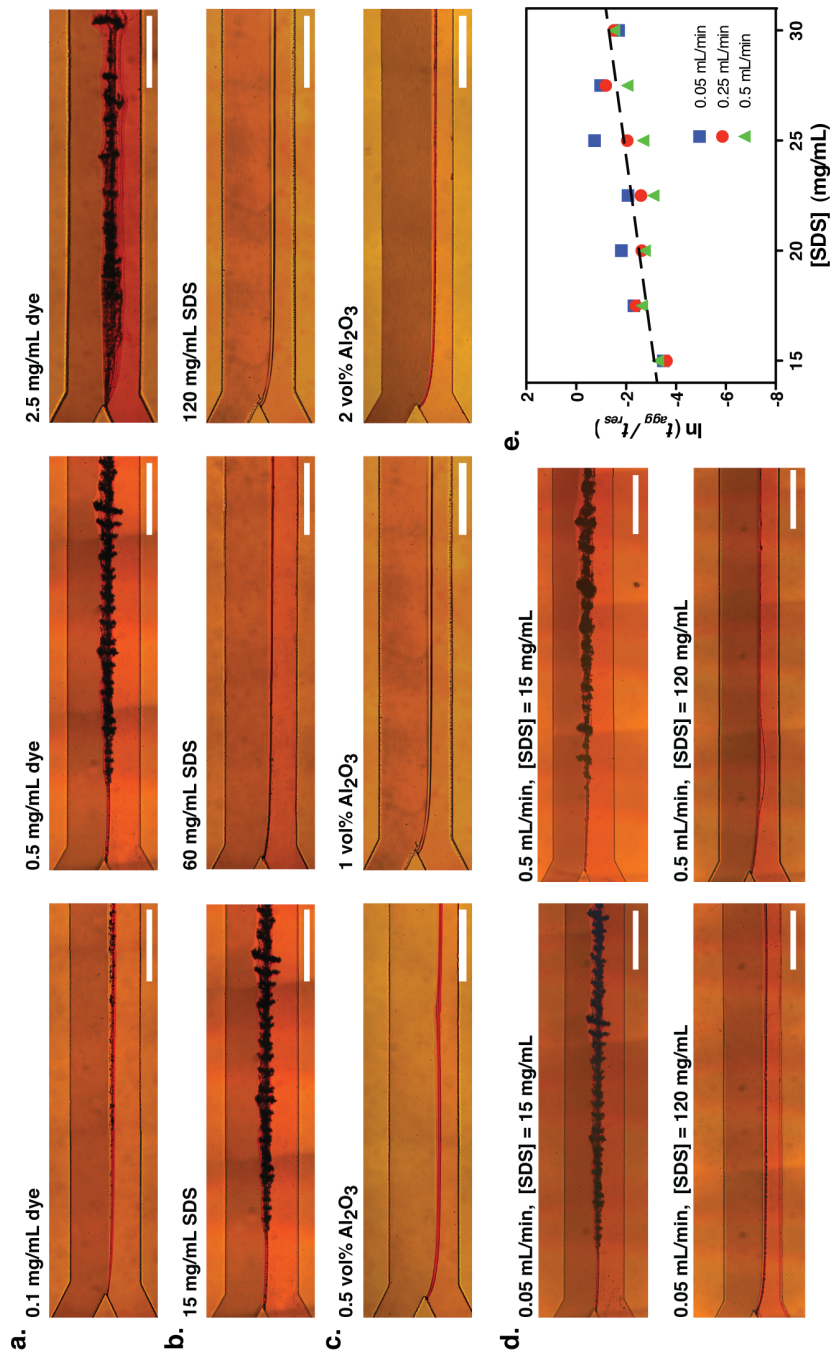 a.
0.1 mg/mL dye
0.5 mg/mL dye
2.5 mg/mL dye
b.
15 mg/mL SDS
60 mg/mL SDS
120 mg/mL SDS
c.
0.5 vol% Al₂O₃
1 vol% Al₂O₃
2 vol% Al₂O₃
d.
0.05 mL/min, [SDS] = 15 mg/mL
0.5 mL/min, [SDS] = 15 mg/mL
0.05 mL/min, [SDS] = 120 mg/mL
0.5 mL/min, [SDS] = 120 mg/mL
e.
2
0
-2
-4
-6
-8
ln (t_agg/t_res)
0.05 mL/min
0.25 mL/min
0.5 mL/min
15
20
25
30
[SDS] (mg/mL)